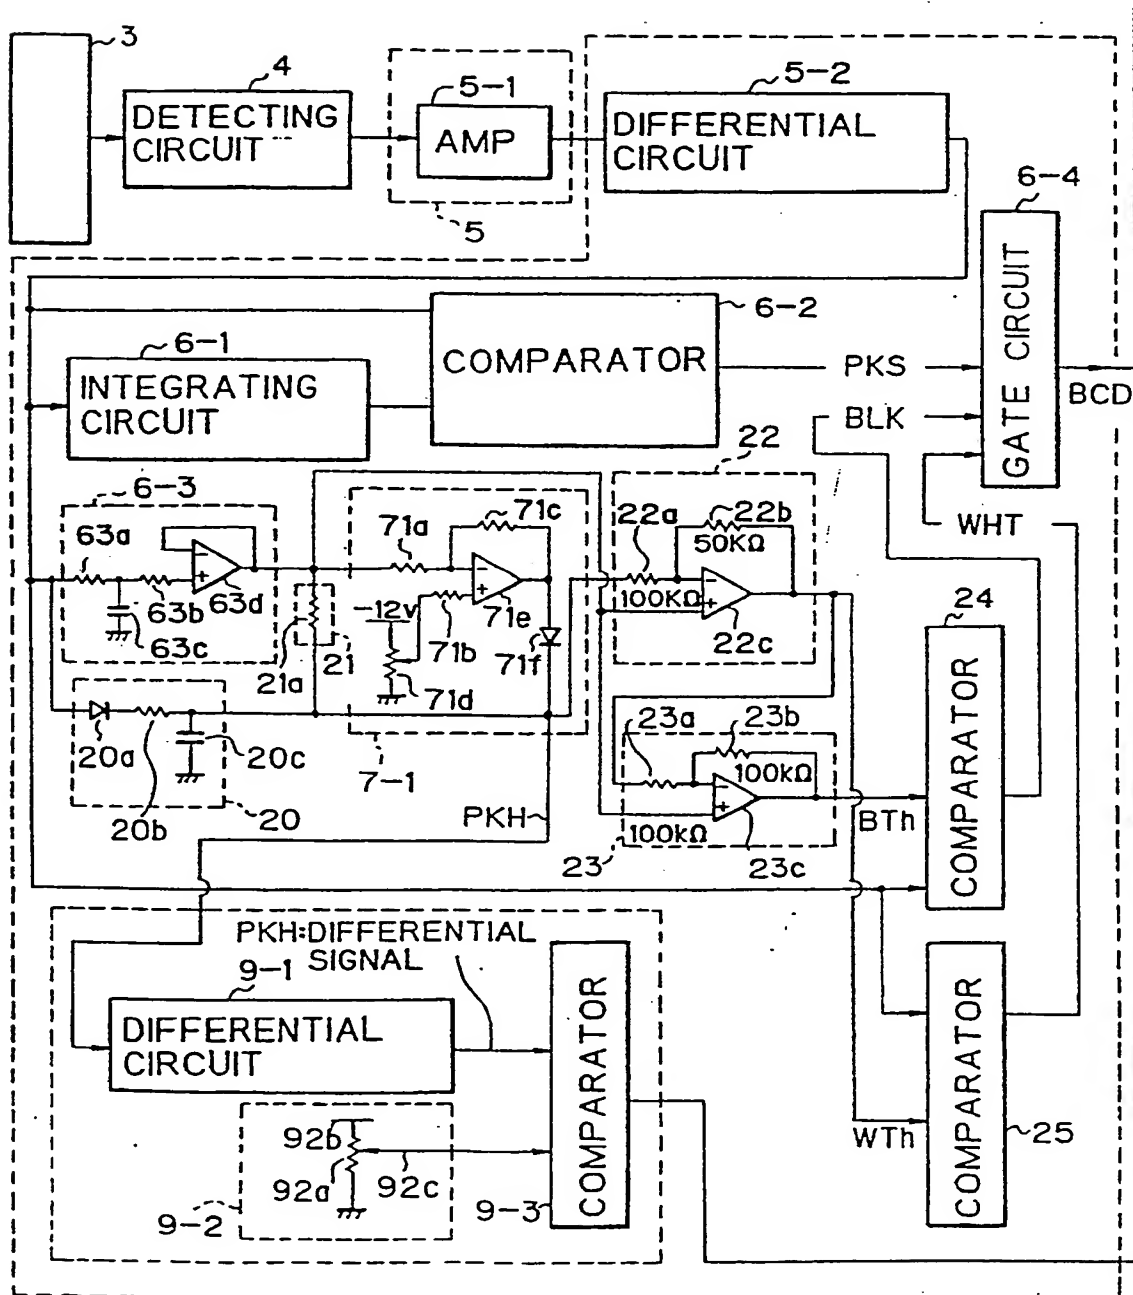 3
4
5-1
5-2
DETECTING
CIRCUIT
AMP
DIFFERENTIAL
CIRCUIT
5
6-4
GATE CIRCUIT
6-2
6-1
COMPARATOR
INTEGRATING
CIRCUIT
PKS
BLK
BCD
WHT
6-3
22
63a
63b
63c
63d
71a
71c
71e
71b
71d
71f
-12v
22a
22b
50KΩ
100KΩ
22c
24
COMPARATOR
21a
21
20a
20c
20b
20
7-1
PKH
23a
23b
100kΩ
100kΩ
23
23c
BTh
PKH:DIFFERENTIAL
SIGNAL
9-1
DIFFERENTIAL
CIRCUIT
COMPARATOR
COMPARATOR
92b
92a
92c
9-2
9-3
WTh
25